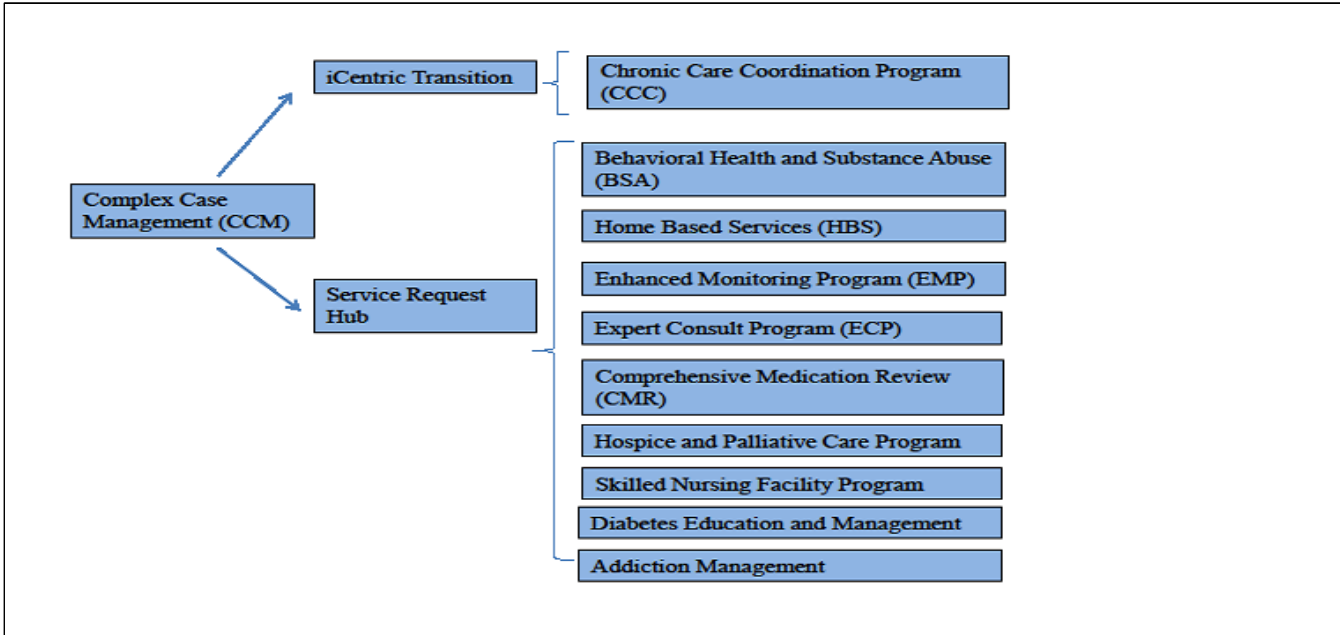 iCentric Transition
Chronic Care Coordination Program
(CCC)
Behavioral Health and Substance Abuse
(BSA)
Complex Case
Management (CCM)
Home Based Services (HBS)
Enhanced Monitoring Program (EMP)
Service Request
Hub
Expert Consult Program (ECP)
Comprehensive Medication Review
(CMR)
Hospice and Palliative Care Program
Skilled Nursing Facility Program
Diabetes Education and Management
Addiction Management